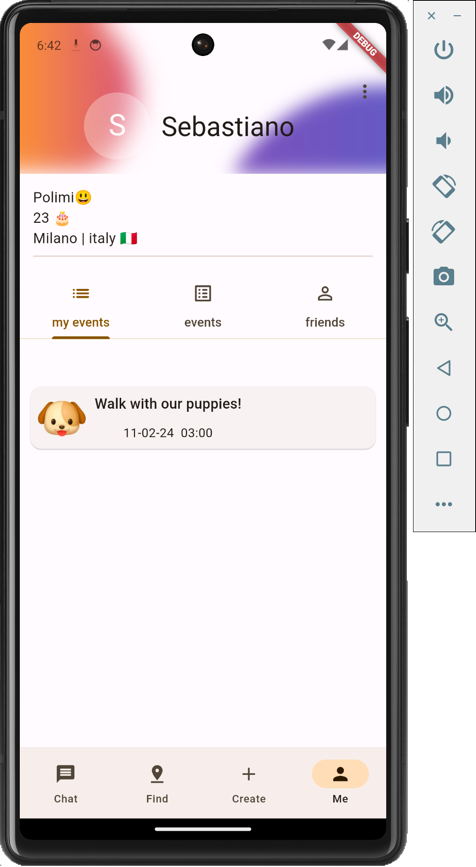 6:42
DEBUG
S
Sebastiano
Polimi😃
23 🎂
Milano | italy 🇮🇹
my events
events
friends
Walk with our puppies!
11-02-24 03:00
Chat
Find
Create
Me